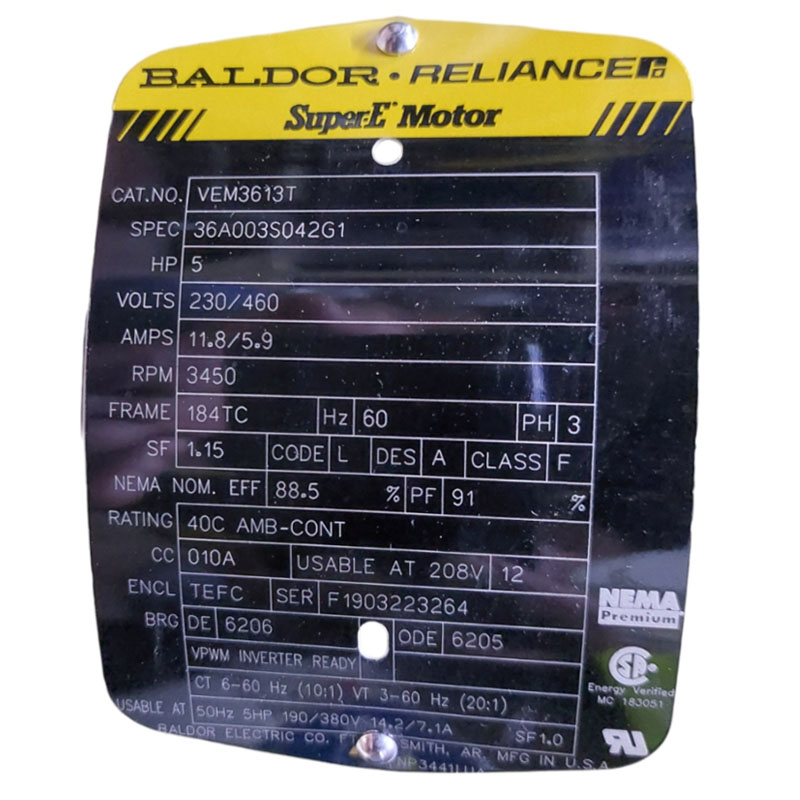 BALDOR • RELIANCE
Super-E Motor
CAT.NO. VEM3613T
SPEC 36A003S042G1
HP 5
VOLTS 230/460
AMPS 11.8/5.9
RPM 3450
FRAME 184TC Hz 60 PH 3
SF 1.15 CODE L DES A CLASS F
NEMA NOM. EFF 88.5 % PF 91 %
RATING 40C AMB-CONT
CC 010A USABLE AT 208V 12
ENCL TEFC SER F1903223264
BRG DE 6206 ODE 6205
VPWM INVERTER READY
CT 6-60 Hz (10:1) VT 3-60 Hz (20:1)
USABLE AT 50Hz 5HP 190/380V 14.2/7.1A SF1.0
BALDOR ELECTRIC CO. SMITH, AR. MFG IN U.S.A
NEMA
Premium
Energy Verified
MC 183051